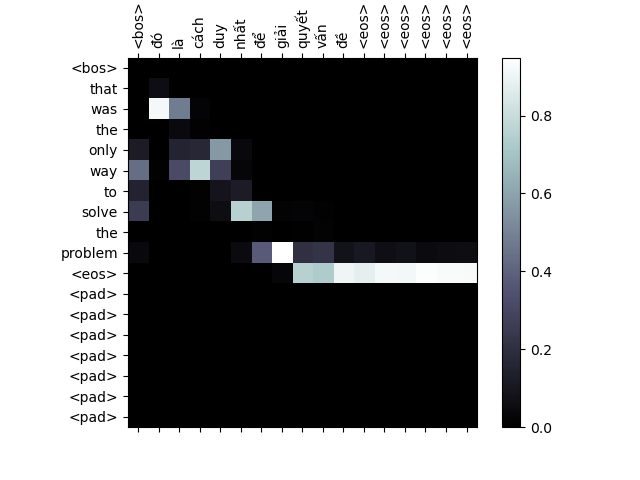 <bos> đó là cách duy nhất để giải quyết vấn đề <eos> <eos> <eos> <eos> <eos> <eos>
<bos>
that
was
the
only
way
to
solve
the
problem
<eos>
<pad>
<pad>
<pad>
<pad>
<pad>
<pad>
<pad>
0.8
0.6
0.4
0.2
0.0